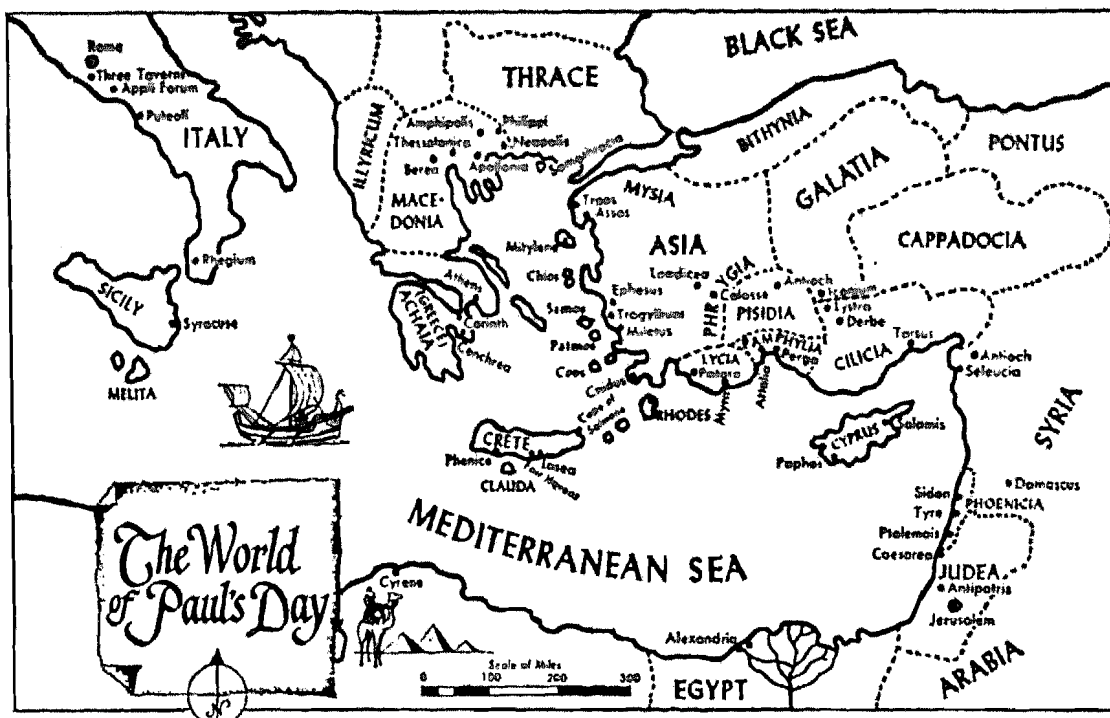 BLACK SEA
THRACE
Rome
Three Taverns
Appii Forum
Puteoli
ITALY
ILLYRICUM
Amphipolis
Philippi
Neapolis
Thessalonica
Berea
Apollonia
Samothracia
MACE-
DONIA
BITHYNIA
PONTUS
GALATIA
MYSIA
Troas
Assos
CAPPADOCIA
Mitylene
ASIA
Rhegium
SICILY
Syracuse
MELITA
Athens
(GREECE)
ACHAIA
Corinth
Cenchrea
Chios
Laodicea
PHRYGIA
Colosse
Antioch
Iconium
Ephesus
Samos
Trogyllium
Miletus
PISIDIA
Lystra
Derbe
Patmos
Coos
Cnidus
LYCIA
Patara
Myra
PAMPHYLIA
Perga
Attalia
CILICIA
Tarsus
Antioch
Seleucia
SYRIA
RHODES
Cape of
Salmone
CRETE
Phenice
Lasea
Fair Havens
CLAUDA
CYPRUS
Salamis
Paphos
Sidon
PHOENICIA
Damascus
Tyre
Ptolemais
Caesarea
JUDEA
Antipatris
Jerusalem
ARABIA
MEDITERRANEAN SEA
The World
of Paul's Day
N
Cyrene
Alexandria
EGYPT
Scale of Miles
0 100 200 300